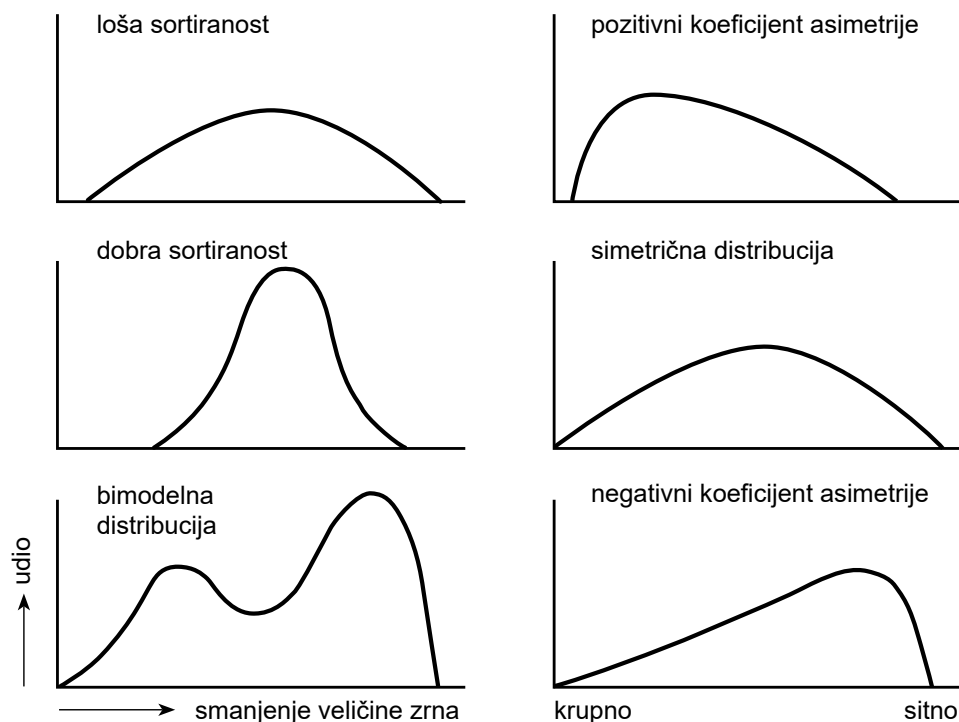 loša sortiranost
pozitivni koeficijent asimetrije
dobra sortiranost
simetrična distribucija
bimodelna
distribucija
negativni koeficijent asimetrije
udio
smanjenje veličine zrna
krupno
sitno